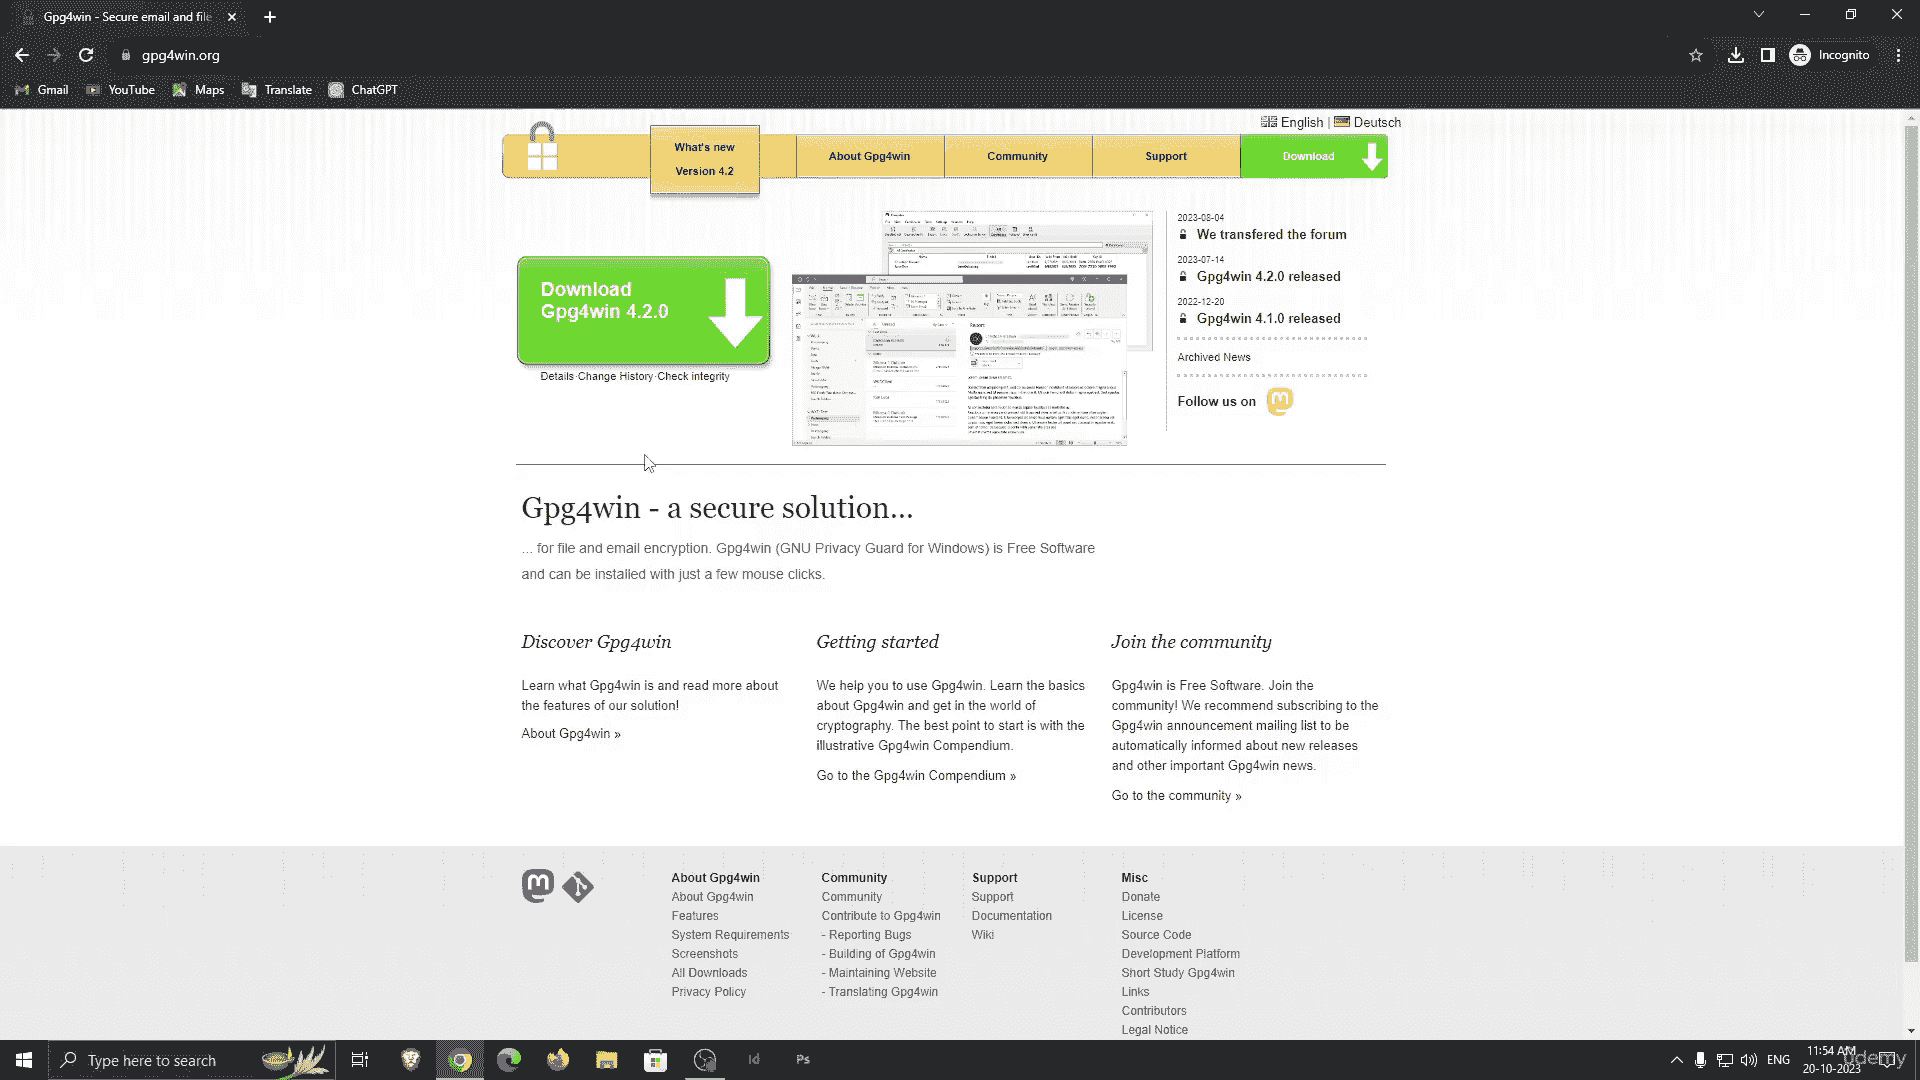 Gpg4win - Secure email and file
gpg4win.org
Incognito
Gmail
YouTube
Maps
Translate
ChatGPT
English | Deutsch
What's new
Version 4.2
About Gpg4win
Community
Support
Download
Download
Gpg4win 4.2.0
Details·Change History·Check integrity
2023-08-04
We transfered the forum
2023-07-14
Gpg4win 4.2.0 released
2022-12-20
Gpg4win 4.1.0 released
Archived News
Follow us on
Gpg4win - a secure solution...
... for file and email encryption. Gpg4win (GNU Privacy Guard for Windows) is Free Software
and can be installed with just a few mouse clicks.
Discover Gpg4win
Learn what Gpg4win is and read more about
the features of our solution!
About Gpg4win »
Getting started
We help you to use Gpg4win. Learn the basics
about Gpg4win and get in the world of
cryptography. The best point to start is with the
illustrative Gpg4win Compendium.
Go to the Gpg4win Compendium »
Join the community
Gpg4win is Free Software. Join the
community! We recommend subscribing to the
Gpg4win announcement mailing list to be
automatically informed about new releases
and other important Gpg4win news.
Go to the community »
About Gpg4win
About Gpg4win
Features
System Requirements
Screenshots
All Downloads
Privacy Policy
Community
Community
Contribute to Gpg4win
- Reporting Bugs
- Building of Gpg4win
- Maintaining Website
- Translating Gpg4win
Support
Support
Documentation
Wiki
Misc
Donate
License
Source Code
Development Platform
Short Study Gpg4win
Links
Contributors
Legal Notice
Type here to search
Id
Ps
ENG
11:54 AM
20-10-2023
udemy